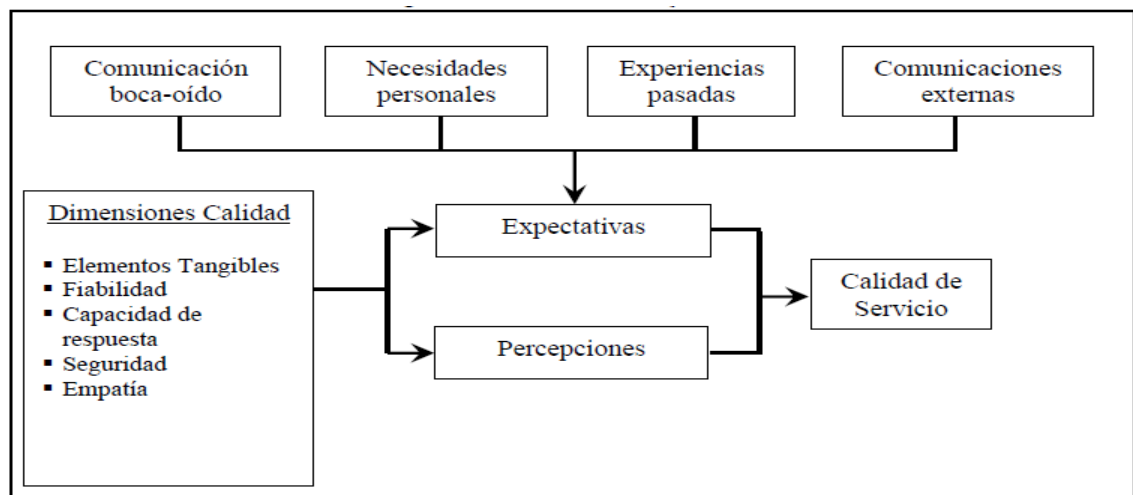 Comunicación
boca-oído
Necesidades
personales
Experiencias
pasadas
Comunicaciones
externas
Dimensiones Calidad
▪ Elementos Tangibles
▪ Fiabilidad
▪ Capacidad de
respuesta
▪ Seguridad
▪ Empatía
Expectativas
Percepciones
Calidad de
Servicio